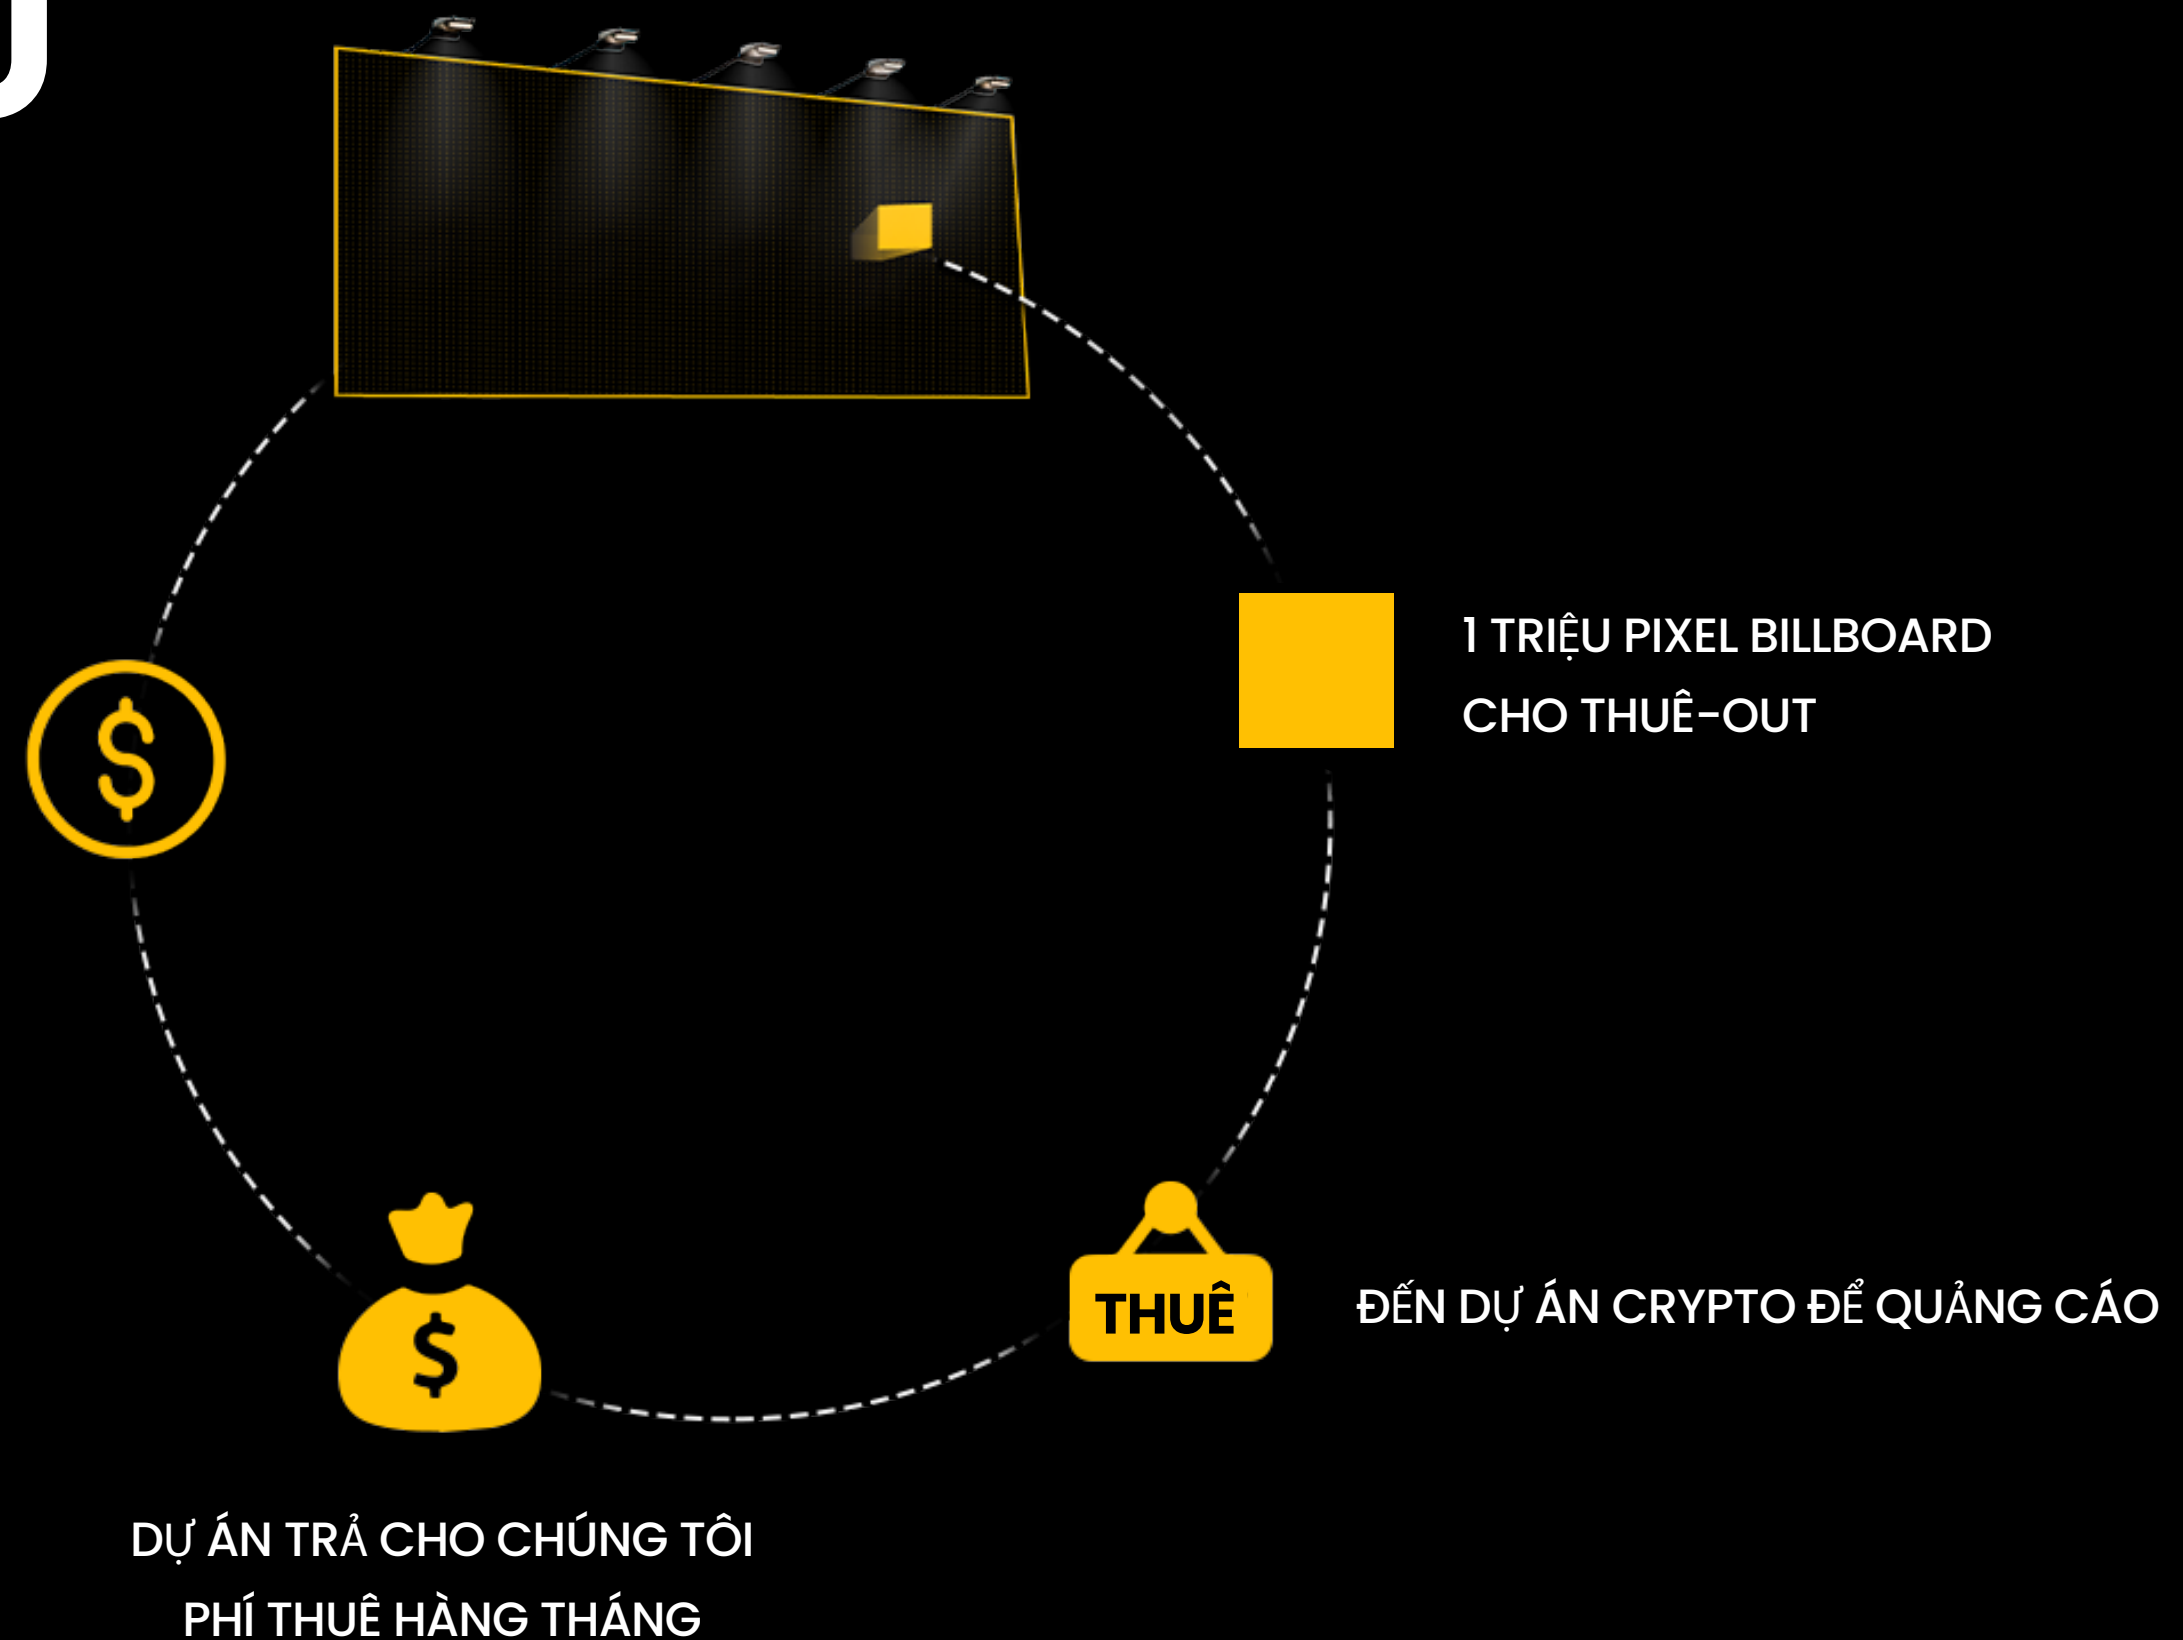 1 TRIỆU PIXEL BILLBOARD
CHO THUÊ-OUT
THUÊ
ĐẾN DỰ ÁN CRYPTO ĐỂ QUẢNG CÁO
$
$
DỰ ÁN TRẢ CHO CHÚNG TÔI
PHÍ THUÊ HÀNG THÁNG